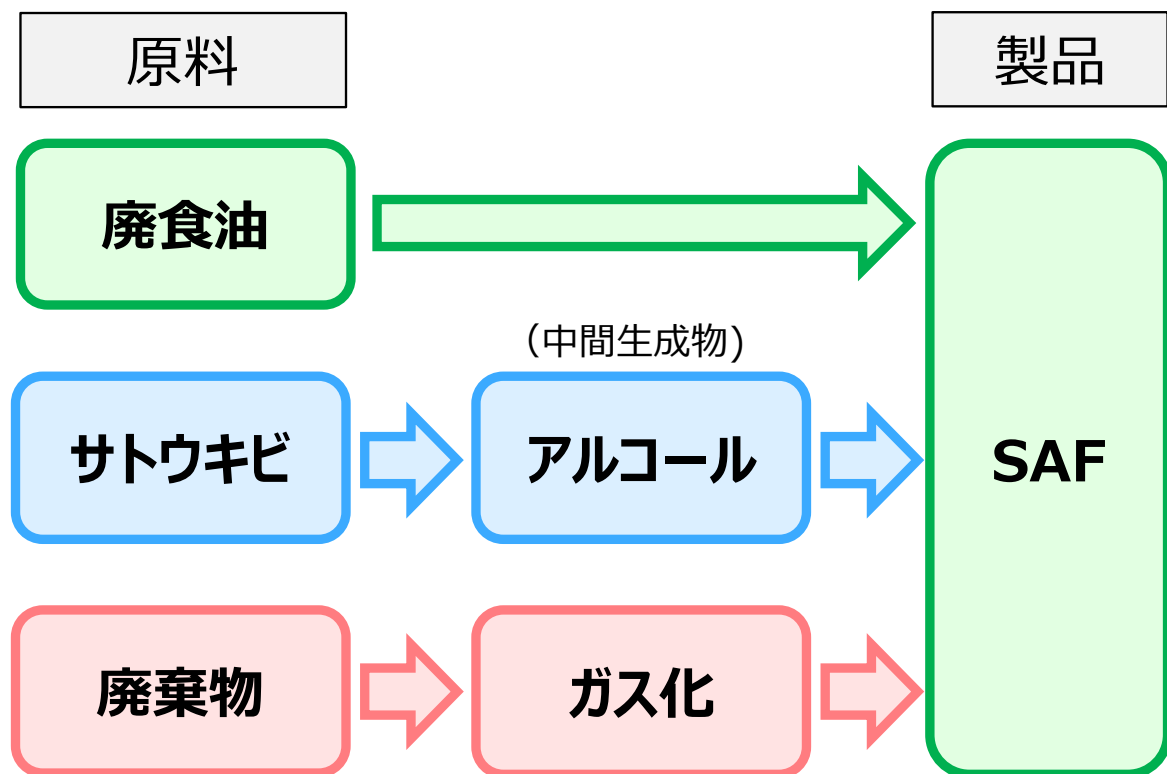 原料
製品
廃食油
（中間生成物)
サトウキビ
アルコール
SAF
廃棄物
ガス化